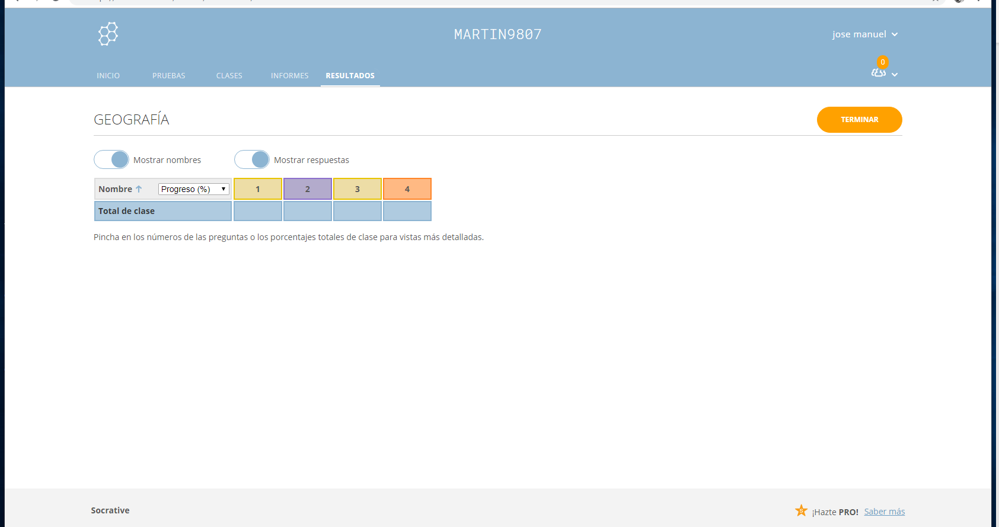 MARTIN9807
jose manuel
0
INICIO PRUEBAS CLASES INFORMES RESULTADOS
GEOGRAFÍA
TERMINAR
Mostrar nombres Mostrar respuestas
Nombre Progreso (%) 1 2 3 4
Total de clase
Pincha en los números de las preguntas o los porcentajes totales de clase para vistas más detalladas.
Socrative
S ¡Hazte PRO! Saber más